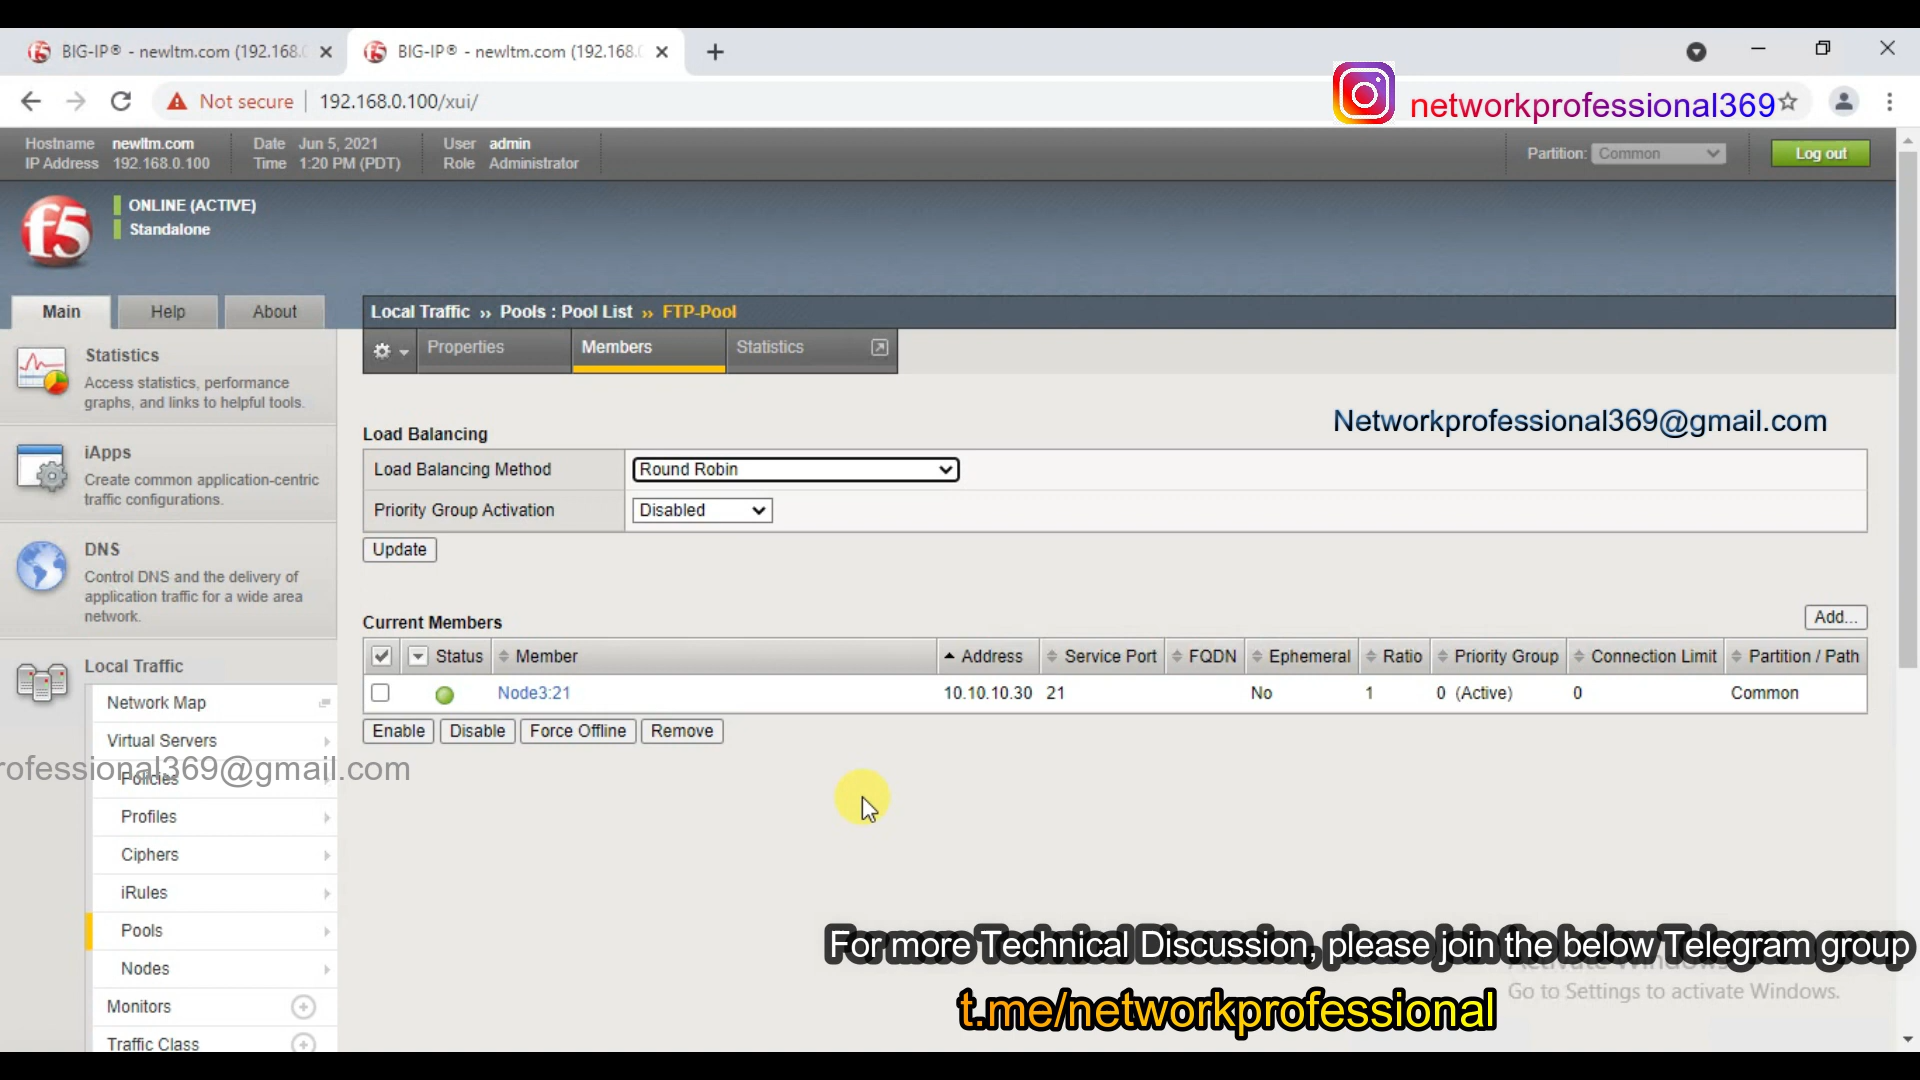 BIG-IP® - newltm.com (192.168.0
BIG-IP® - newltm.com (192.168.0
Not secure
192.168.0.100/xui/
networkprofessional369
Hostname newltm.com
IP Address 192.168.0.100
Date Jun 5, 2021
Time 1:20 PM (PDT)
User admin
Role Administrator
Partition: Common
Log out
f5
ONLINE (ACTIVE)
Standalone
Main
Help
About
Local Traffic ›› Pools : Pool List ›› FTP-Pool
Properties
Members
Statistics
Statistics
Access statistics, performance
graphs, and links to helpful tools.
iApps
Create common application-centric
traffic configurations.
DNS
Control DNS and the delivery of
application traffic for a wide area
network.
Local Traffic
Network Map
Virtual Servers
Policies
rofessional369@gmail.com
Profiles
Ciphers
iRules
Pools
Nodes
Monitors
Traffic Class
Networkprofessional369@gmail.com
Load Balancing
Load Balancing Method Round Robin
Priority Group Activation Disabled
Update
Current Members
Add...
Status Member Address Service Port FQDN Ephemeral Ratio Priority Group Connection Limit Partition / Path
Node3:21 10.10.10.30 21 No 1 0 (Active) 0 Common
Enable Disable Force Offline Remove
For more Technical Discussion, please join the below Telegram group
Activate Windows
Go to Settings to activate Windows.
t.me/networkprofessional